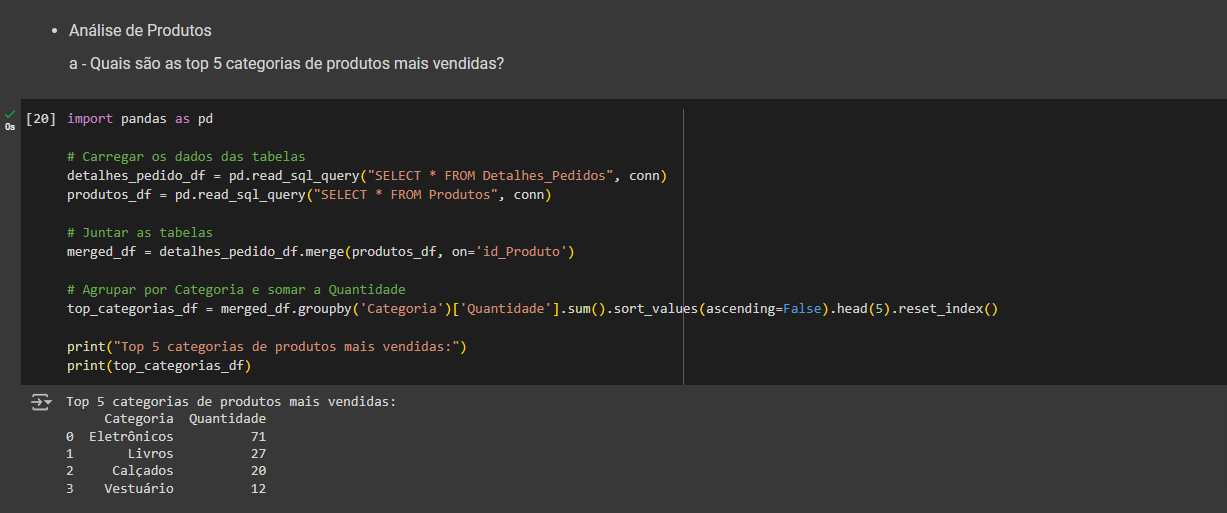 • Análise de Produtos
a - Quais são as top 5 categorias de produtos mais vendidas?
0s
[20] import pandas as pd
# Carregar os dados das tabelas
detalhes_pedido_df = pd.read_sql_query("SELECT * FROM Detalhes_Pedidos", conn)
produtos_df = pd.read_sql_query("SELECT * FROM Produtos", conn)
# Juntar as tabelas
merged_df = detalhes_pedido_df.merge(produtos_df, on='id_Produto')
# Agrupar por Categoria e somar a Quantidade
top_categorias_df = merged_df.groupby('Categoria')['Quantidade'].sum().sort_values(ascending=False).head(5).reset_index()
print("Top 5 categorias de produtos mais vendidas:")
print(top_categorias_df)
Top 5 categorias de produtos mais vendidas:
Categoria Quantidade
0 Eletrônicos 71
1 Livros 27
2 Calçados 20
3 Vestuário 12